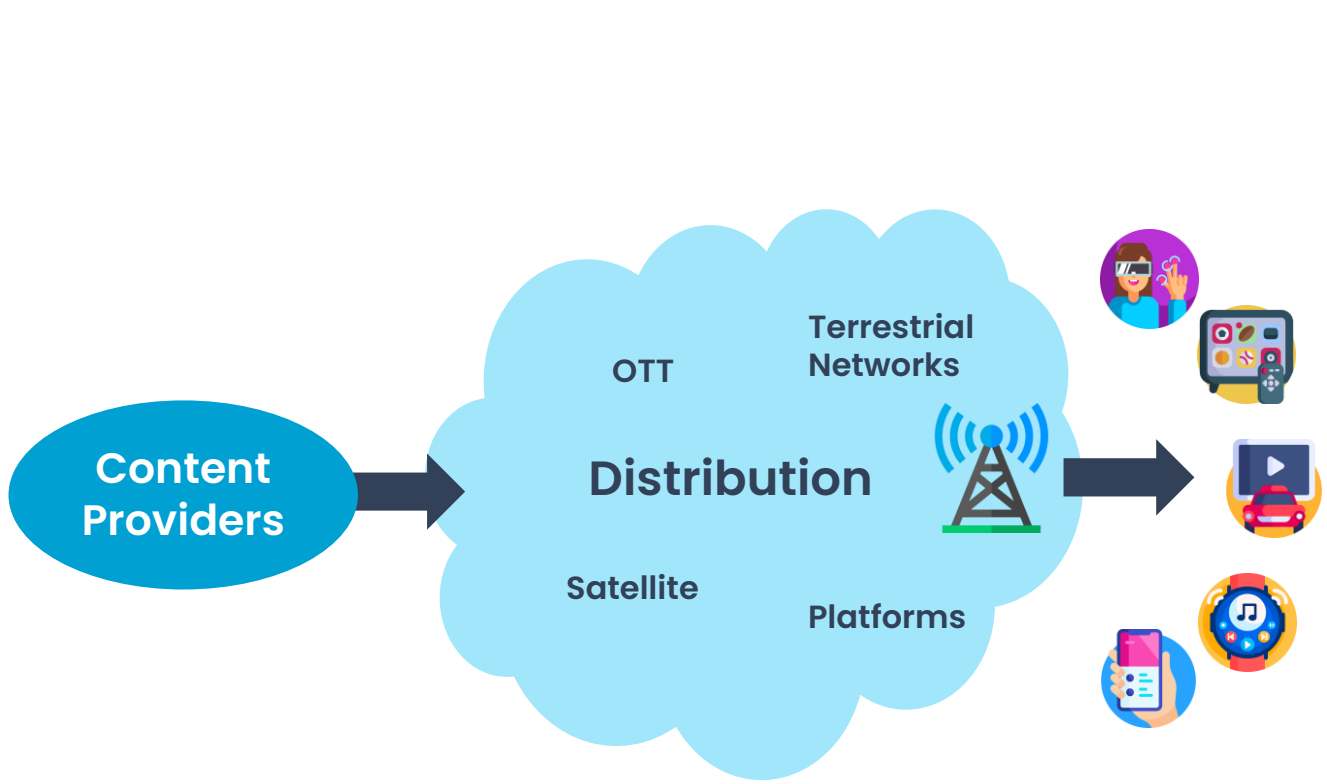 Content
Providers
OTT
Terrestrial
Networks
Distribution
Satellite
Platforms